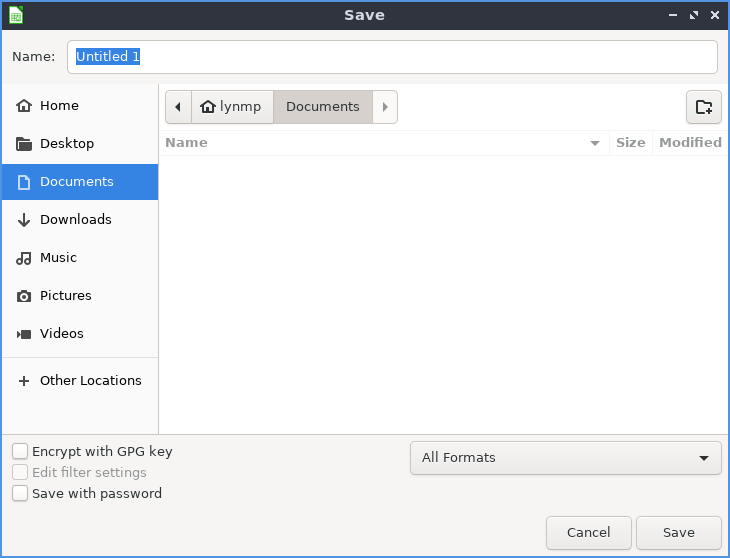 Save
Name: Untitled 1
Home
Desktop
Documents
Downloads
Music
Pictures
Videos
Other Locations
lynmp Documents
Name Size Modified
Encrypt with GPG key
Edit filter settings
Save with password
All Formats
Cancel Save